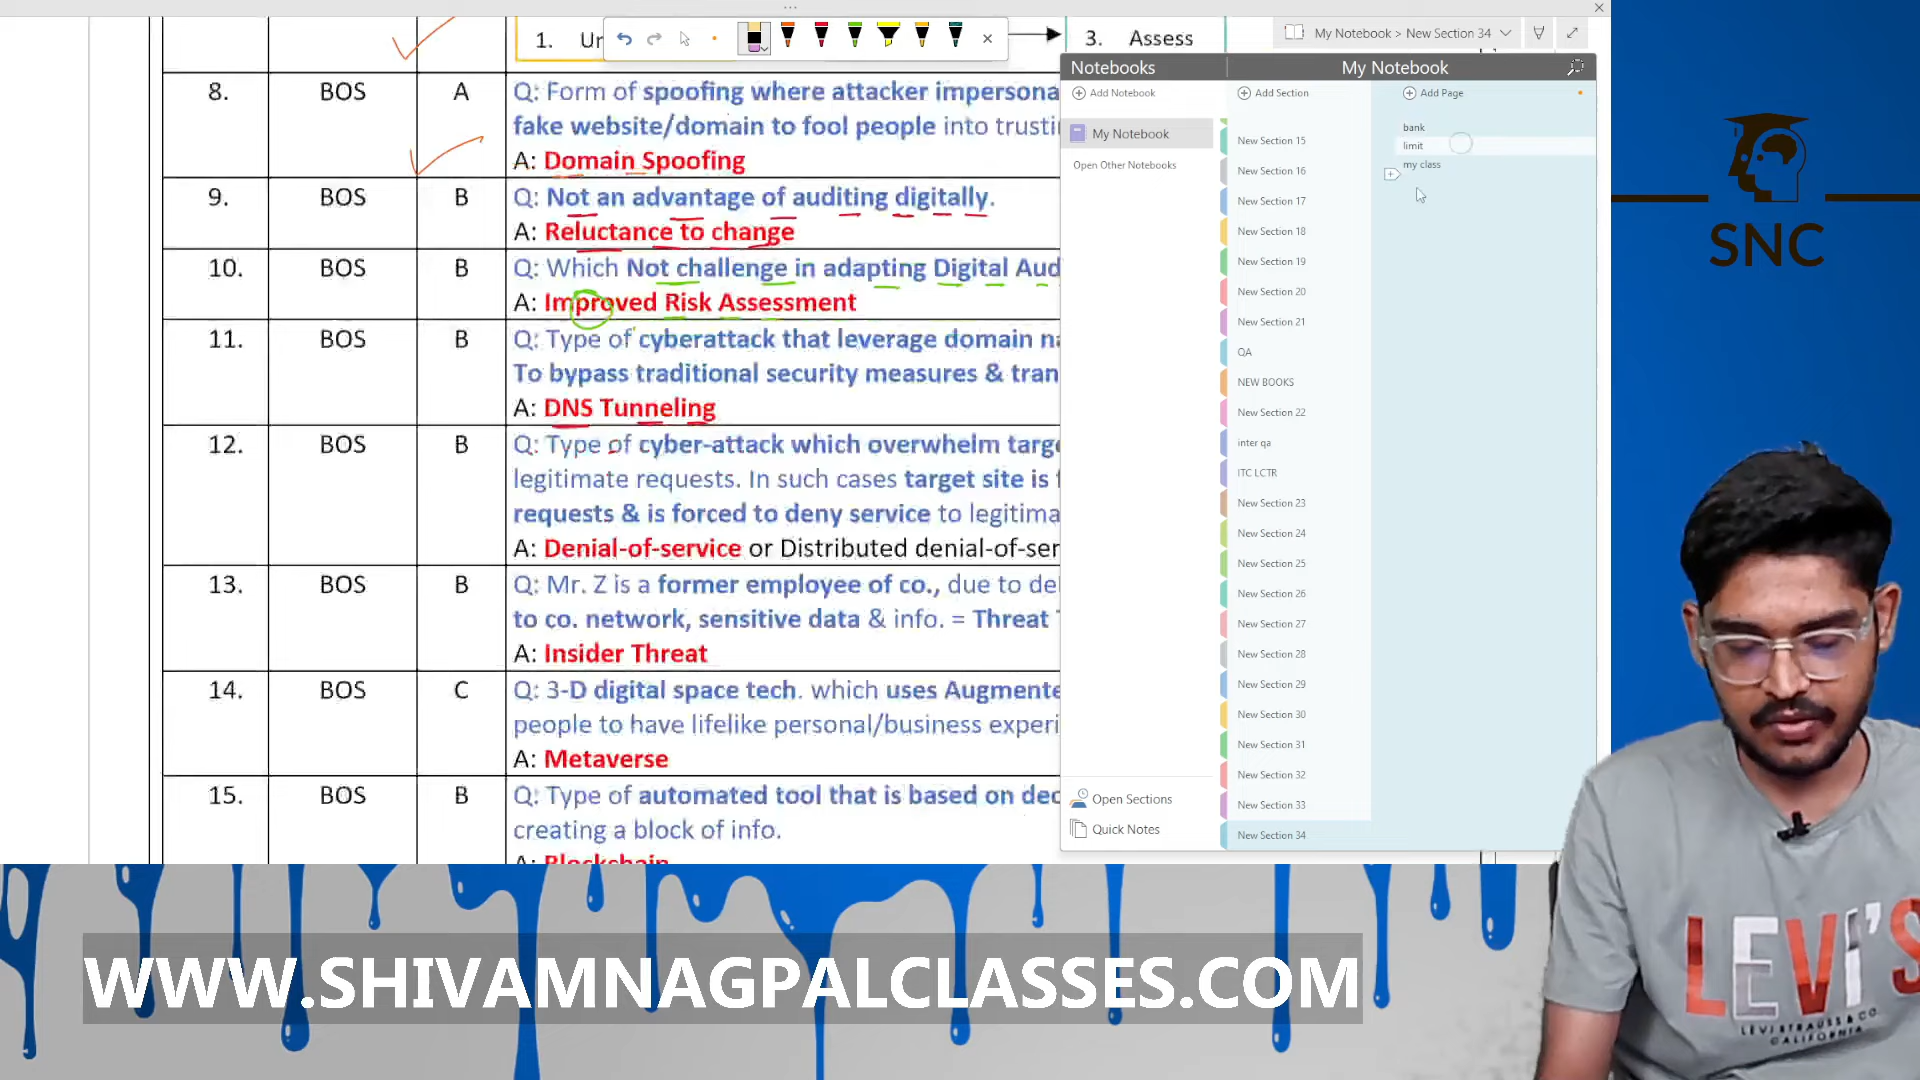 1. Ur
3. Assess
My Notebook > New Section 34
8. BOS A Q: Form of spoofing where attacker impersona
fake website/domain to fool people into trusti
A: Domain Spoofing
9. BOS B Q: Not an advantage of auditing digitally.
A: Reluctance to change
10. BOS B Q: Which Not challenge in adapting Digital Aud
A: Improved Risk Assessment
11. BOS B Q: Type of cyberattack that leverage domain na
To bypass traditional security measures & tran
A: DNS Tunneling
12. BOS B Q: Type of cyber-attack which overwhelm targe
legitimate requests. In such cases target site is f
requests & is forced to deny service to legitima
A: Denial-of-service or Distributed denial-of-ser
13. BOS B Q: Mr. Z is a former employee of co., due to de
to co. network, sensitive data & info. = Threat T
A: Insider Threat
14. BOS C Q: 3-D digital space tech. which uses Augmente
people to have lifelike personal/business experi
A: Metaverse
15. BOS B Q: Type of automated tool that is based on dec
creating a block of info.
A: Blockchain
Notebooks
My Notebook
Add Notebook
Add Section
Add Page
My Notebook
Open Other Notebooks
New Section 15
New Section 16
New Section 17
New Section 18
New Section 19
New Section 20
New Section 21
QA
NEW BOOKS
New Section 22
inter qa
ITC LCTR
New Section 23
New Section 24
New Section 25
New Section 26
New Section 27
New Section 28
New Section 29
New Section 30
New Section 31
New Section 32
New Section 33
New Section 34
bank
limit
my class
Open Sections
Quick Notes
SNC
WWW.SHIVAMNAGPALCLASSES.COM
LEVI'S
LEVI STRAUSS & CO.
CALIFORNIA